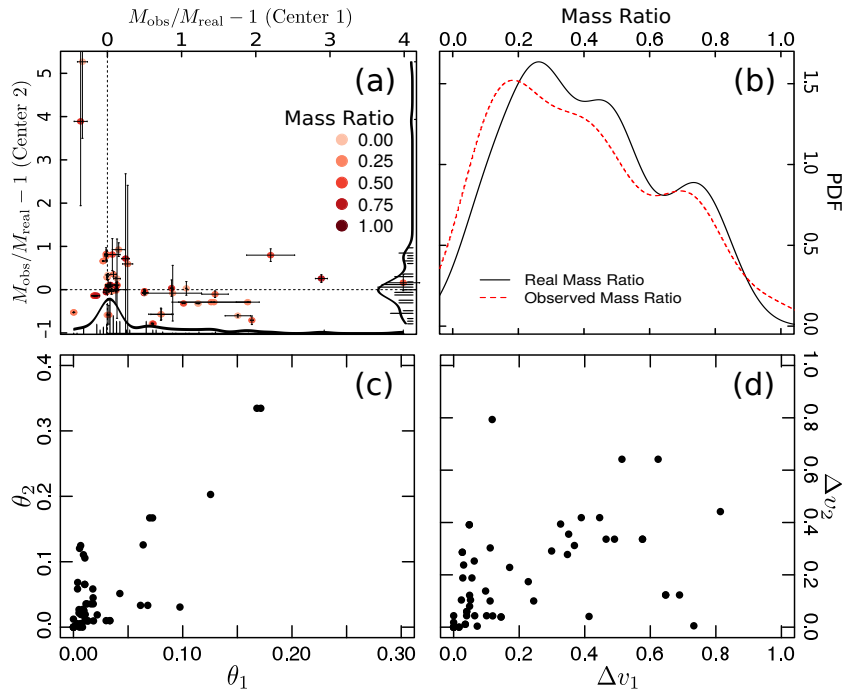 M_obs/M_real − 1 (Center 1)
0 1 2 3 4
M_obs/M_real − 1 (Center 2)
−1 0 1 2 3 4 5
(a)
Mass Ratio
0.00
0.25
0.50
0.75
1.00
Mass Ratio
0.0 0.2 0.4 0.6 0.8 1.0
(b)
PDF
0.0 0.5 1.0 1.5
Real Mass Ratio
Observed Mass Ratio
(c)
θ_2
0.0 0.1 0.2 0.3 0.4
0.00 0.10 0.20 0.30
θ_1
(d)
Δv_2
0.0 0.2 0.4 0.6 0.8 1.0
0.0 0.2 0.4 0.6 0.8 1.0
Δv_1